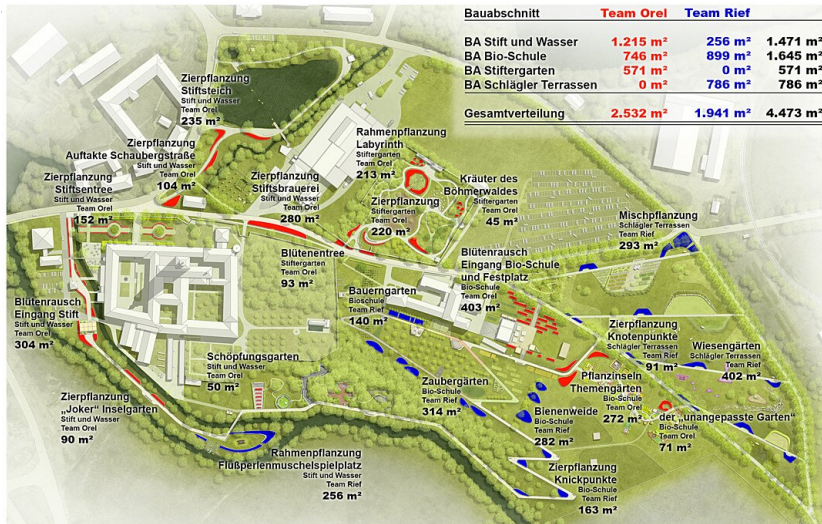 Bauabschnitt Team Orel Team Rief
BA Stift und Wasser 1.215 m² 256 m² 1.471 m²
BA Bio-Schule 746 m² 899 m² 1.645 m²
BA Stiftergarten 571 m² 0 m² 571 m²
BA Schlägler Terrassen 0 m² 786 m² 786 m²
Gesamtverteilung 2.532 m² 1.941 m² 4.473 m²
Zierpflanzung
Stiftsteich
Stift und Wasser
Team Orel
235 m²
Zierpflanzung
Auftakte Schaubergstraße
Stift und Wasser
Team Orel
104 m²
Zierpflanzung
Stiftsentree
Stift und Wasser
Team Orel
152 m²
Zierpflanzung
Stiftsbrauerei
Stift und Wasser
Team Orel
280 m²
Rahmenpflanzung
Labyrinth
Stiftergarten
Team Orel
213 m²
Zierpflanzung
Stiftergarten
Team Orel
220 m²
Kräuter des
Böhmerwaldes
Stiftergarten
Team Orel
45 m²
Mischpflanzung
Schlägler Terrassen
Team Rief
293 m²
Blütenentree
Stiftergarten
Team Orel
93 m²
Blütenrausch
Eingang Bio-Schule
und Festplatz
Bio-Schule
Team Orel
403 m²
Bauerngarten
Bioschule
Team Rief
140 m²
Blütenrausch
Eingang Stift
Stift und Wasser
Team Orel
304 m²
Schöpfungsgarten
Stift und Wasser
Team Orel
50 m²
Zierpflanzung
Knotenpunkte
Schlägler Terrassen
Team Rief
91 m²
Wiesengärten
Schlägler Terrassen
Team Rief
402 m²
Zaubergärten
Bio-Schule
Team Rief
314 m²
Pflanzinseln
Themengärten
Bio-Schule
Team Orel
272 m²
Zierpflanzung
„Joker" Inselgarten
Stift und Wasser
Team Orel
90 m²
Bienenweide
Bio-Schule
Team Rief
282 m²
der „unangepasste Garten"
Bio-Schule
Team Orel
71 m²
Rahmenpflanzung
Flußperlenmuschelspielplatz
Stift und Wasser
Team Rief
256 m²
Zierpflanzung
Knickpunkte
Bio-Schule
Team Rief
163 m²